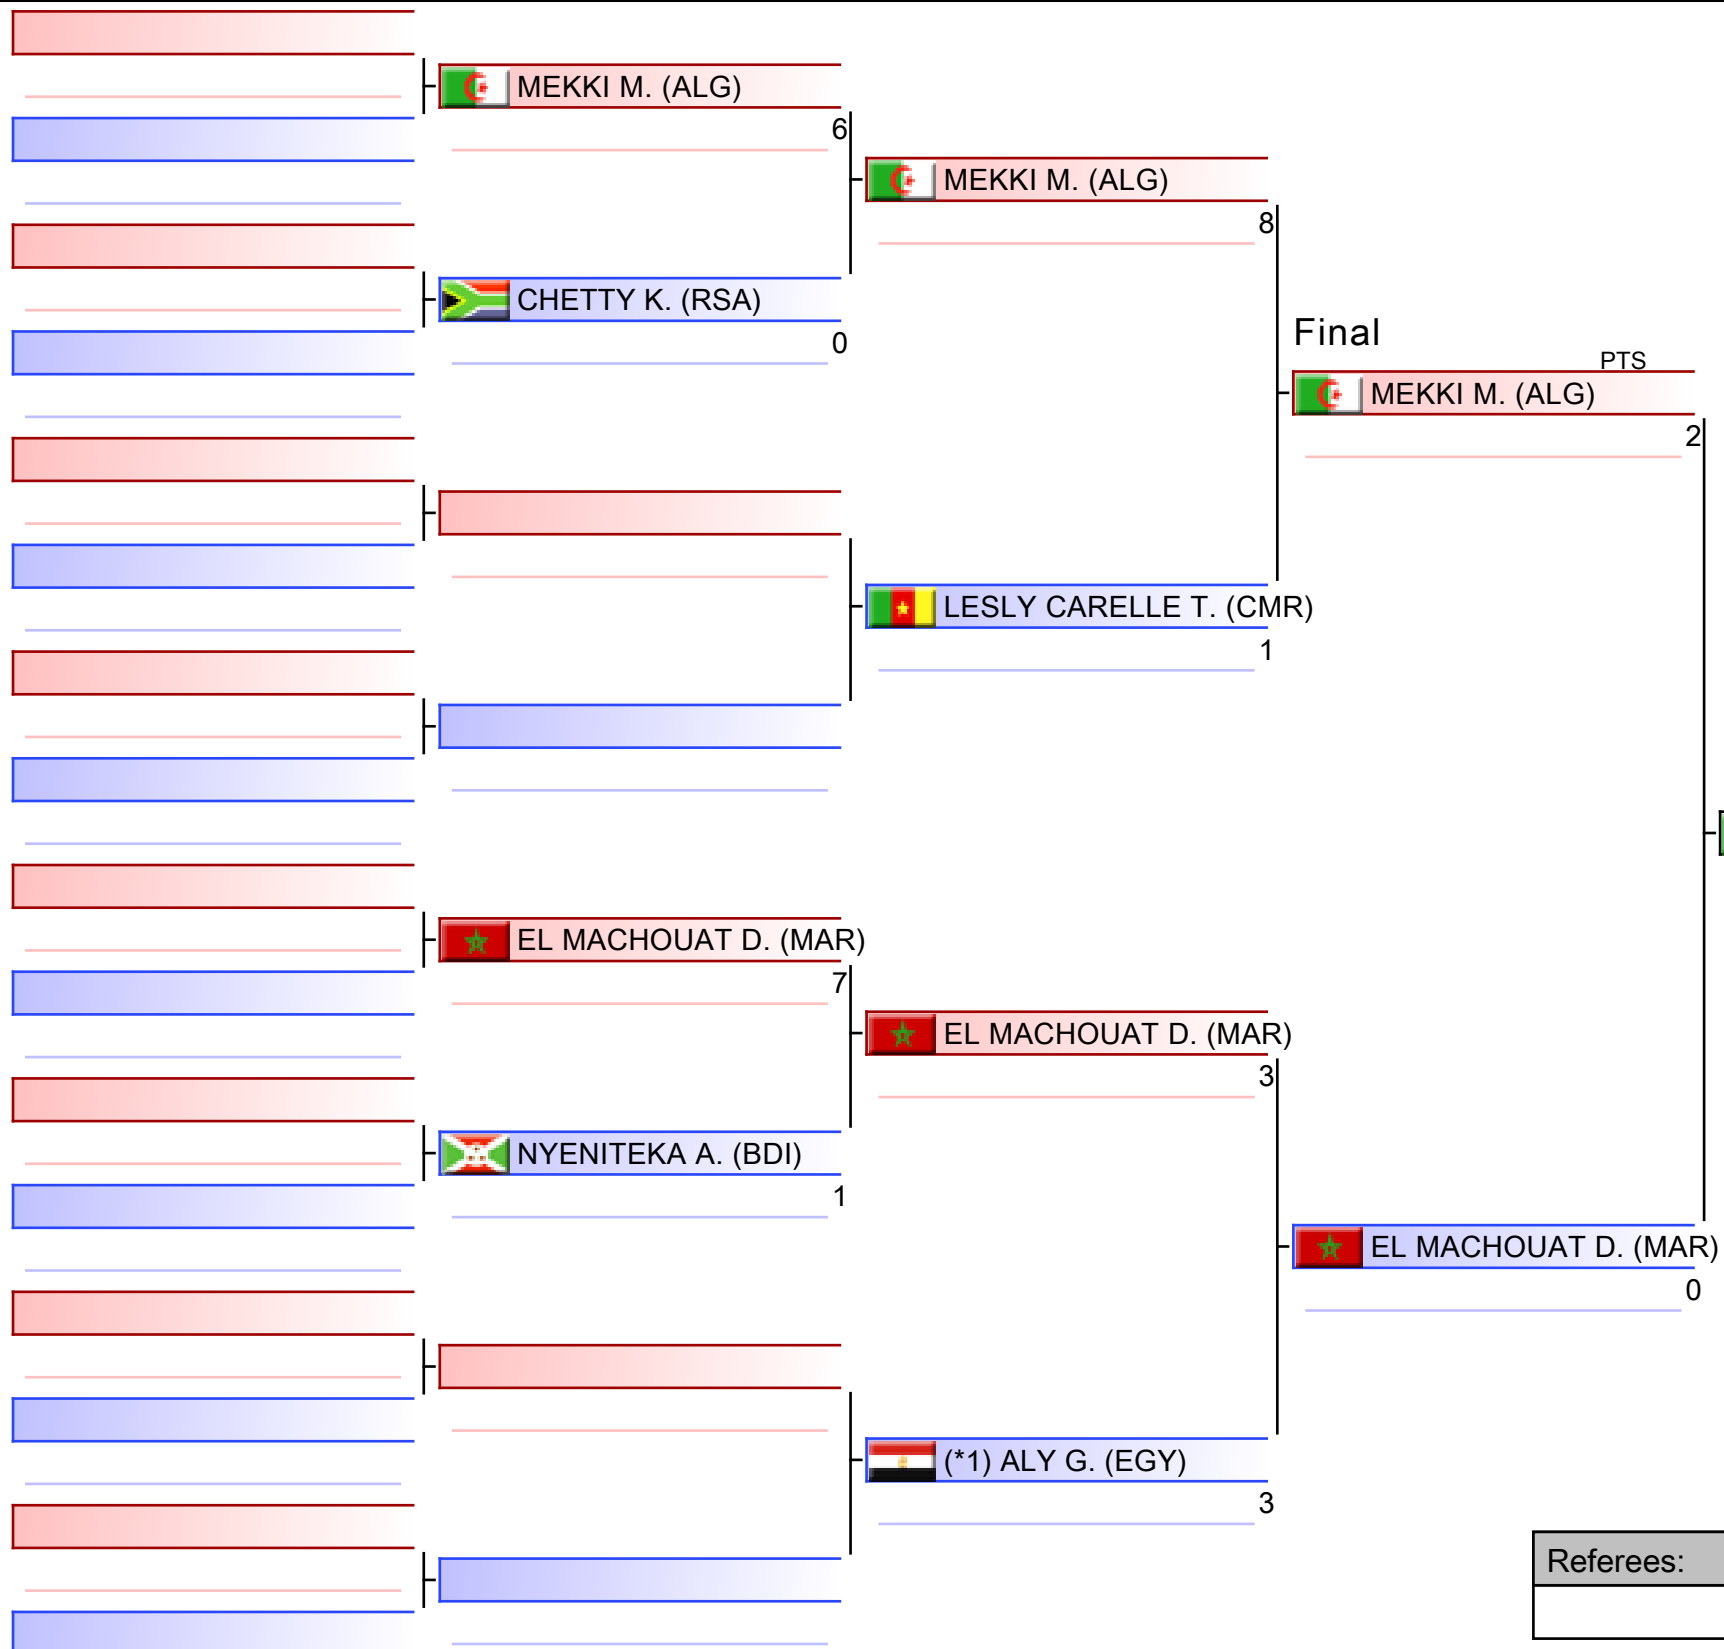 MEKKI M. (ALG)
6
CHETTY K. (RSA)
0
MEKKI M. (ALG)
8
LESLY CARELLE T. (CMR)
1
EL MACHOUAT D. (MAR)
7
NYENITEKA A. (BDI)
1
EL MACHOUAT D. (MAR)
3
(*1) ALY G. (EGY)
3
Final
PTS
MEKKI M. (ALG)
2
EL MACHOUAT D. (MAR)
0
Referees: